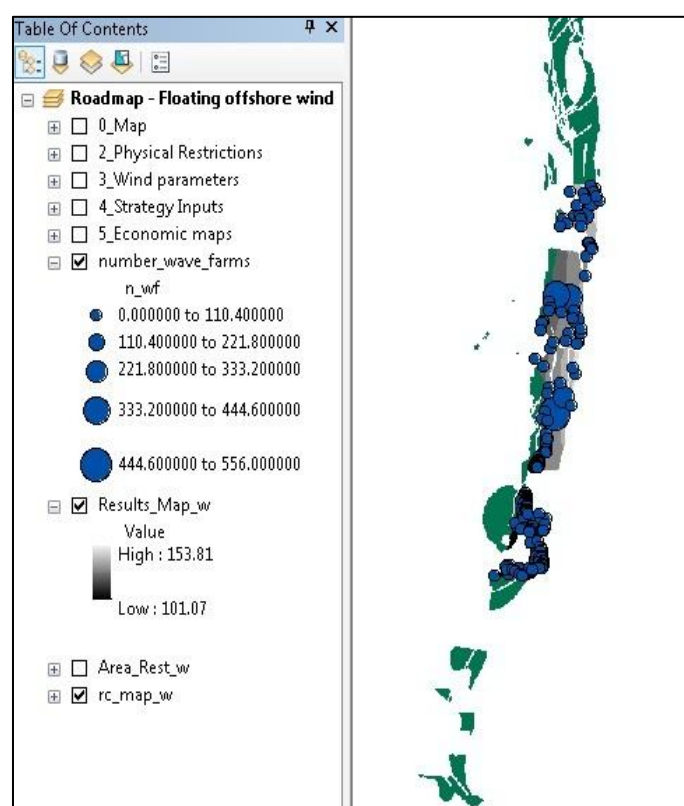 Table Of Contents
Roadmap - Floating offshore wind
0_Map
2_Physical Restrictions
3_Wind parameters
4_Strategy Inputs
5_Economic maps
number_wave_farms
n_wf
0.000000 to 110.400000
110.400000 to 221.800000
221.800000 to 333.200000
333.200000 to 444.600000
444.600000 to 556.000000
Results_Map_w
Value
High : 153.81
Low : 101.07
Area_Rest_w
rc_map_w